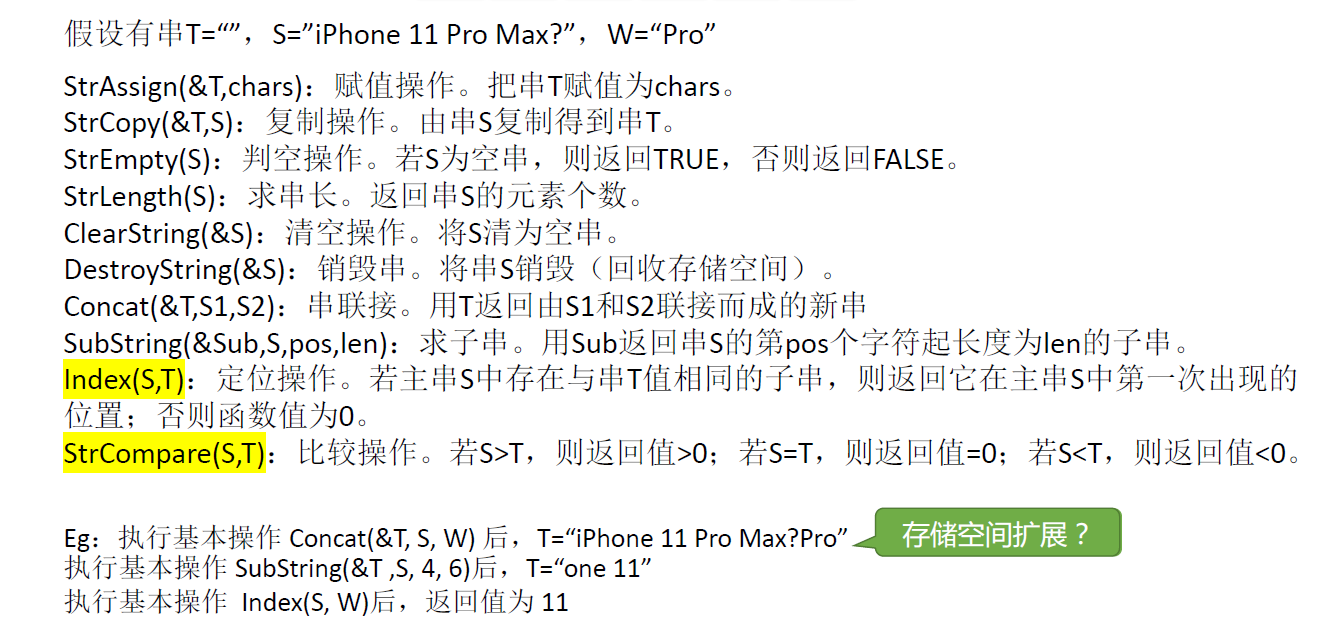 假设有串T=“”，S=”iPhone 11 Pro Max?”，W=“Pro”
StrAssign(&T,chars)：赋值操作。把串T赋值为chars。
StrCopy(&T,S)：复制操作。由串S复制得到串T。
StrEmpty(S)：判空操作。若S为空串，则返回TRUE，否则返回FALSE。
StrLength(S)：求串长。返回串S的元素个数。
ClearString(&S)：清空操作。将S清为空串。
DestroyString(&S)：销毁串。将串S销毁（回收存储空间）。
Concat(&T,S1,S2)：串联接。用T返回由S1和S2联接而成的新串
SubString(&Sub,S,pos,len)：求子串。用Sub返回串S的第pos个字符起长度为len的子串。
Index(S,T)：定位操作。若主串S中存在与串T值相同的子串，则返回它在主串S中第一次出现的
位置；否则函数值为0。
StrCompare(S,T)：比较操作。若S>T，则返回值>0；若S=T，则返回值=0；若S<T，则返回值<0。
Eg：执行基本操作 Concat(&T, S, W) 后，T=“iPhone 11 Pro Max?Pro”
存储空间扩展？
执行基本操作 SubString(&T ,S, 4, 6)后，T=“one 11”
执行基本操作 Index(S, W)后，返回值为 11